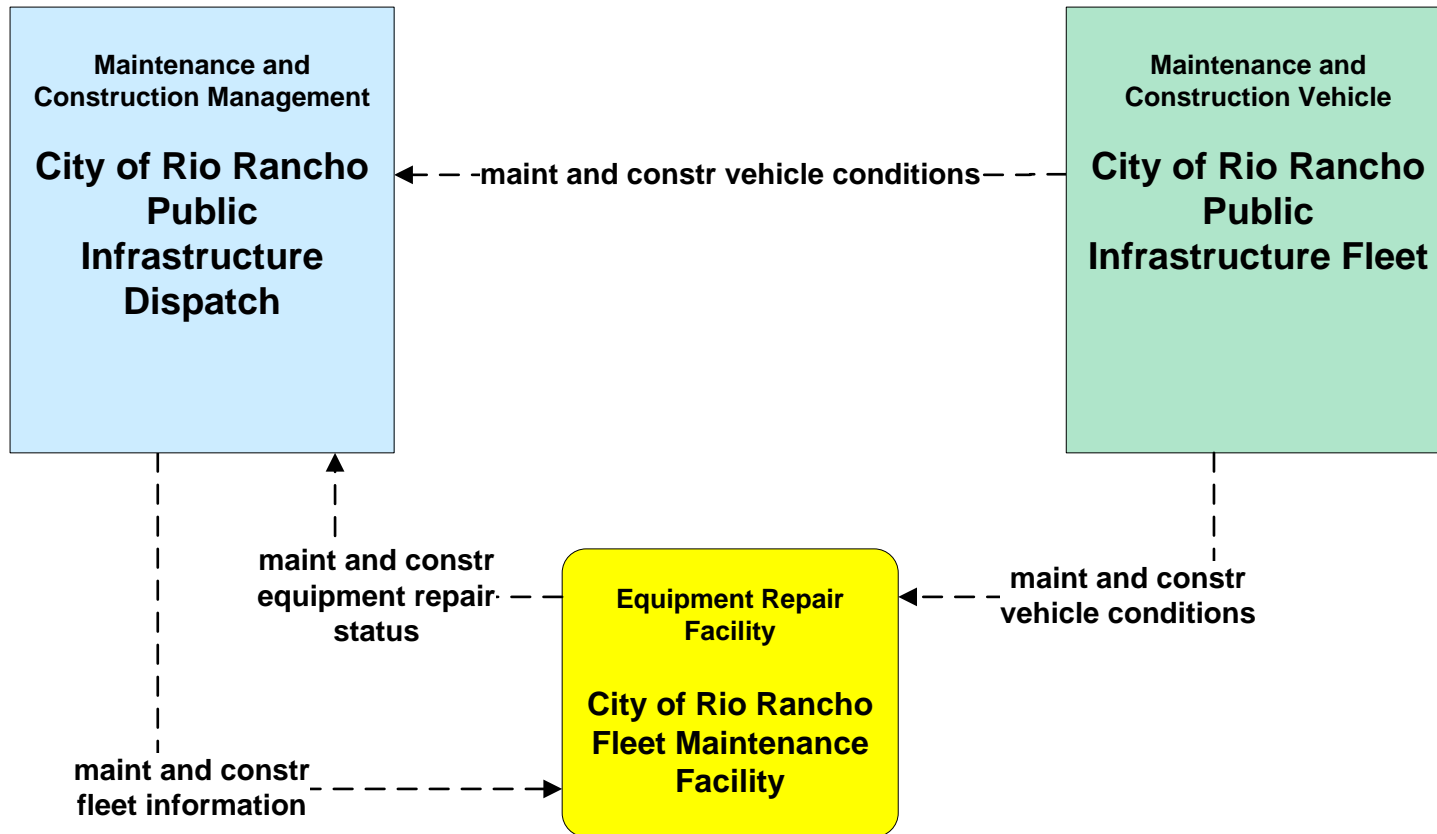 Maintenance and
Construction Management
City of Rio Rancho
Public
Infrastructure
Dispatch
maint and constr vehicle conditions
Maintenance and
Construction Vehicle
City of Rio Rancho
Public
Infrastructure Fleet
maint and constr
equipment repair
status
Equipment Repair
Facility
City of Rio Rancho
Fleet Maintenance
Facility
maint and constr
vehicle conditions
maint and constr
fleet information